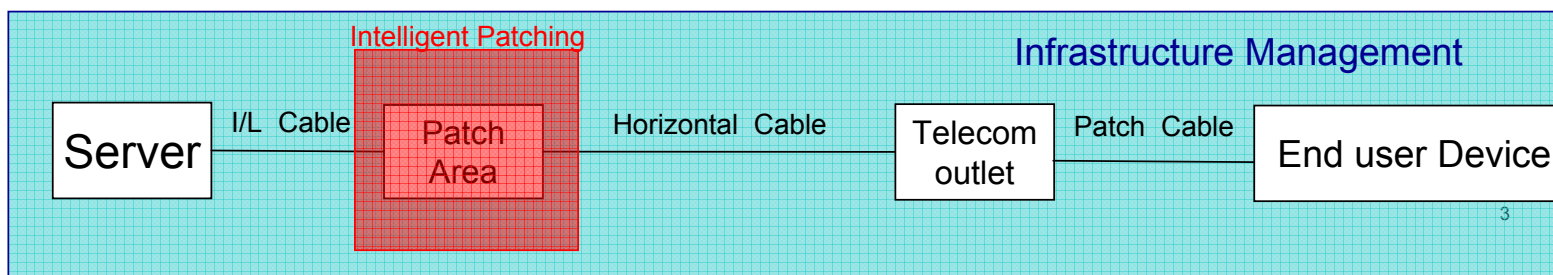 Intelligent Patching
Infrastructure Management
Server
I/L Cable
Patch
Area
Horizontal Cable
Telecom
outlet
Patch Cable
End user Device
3